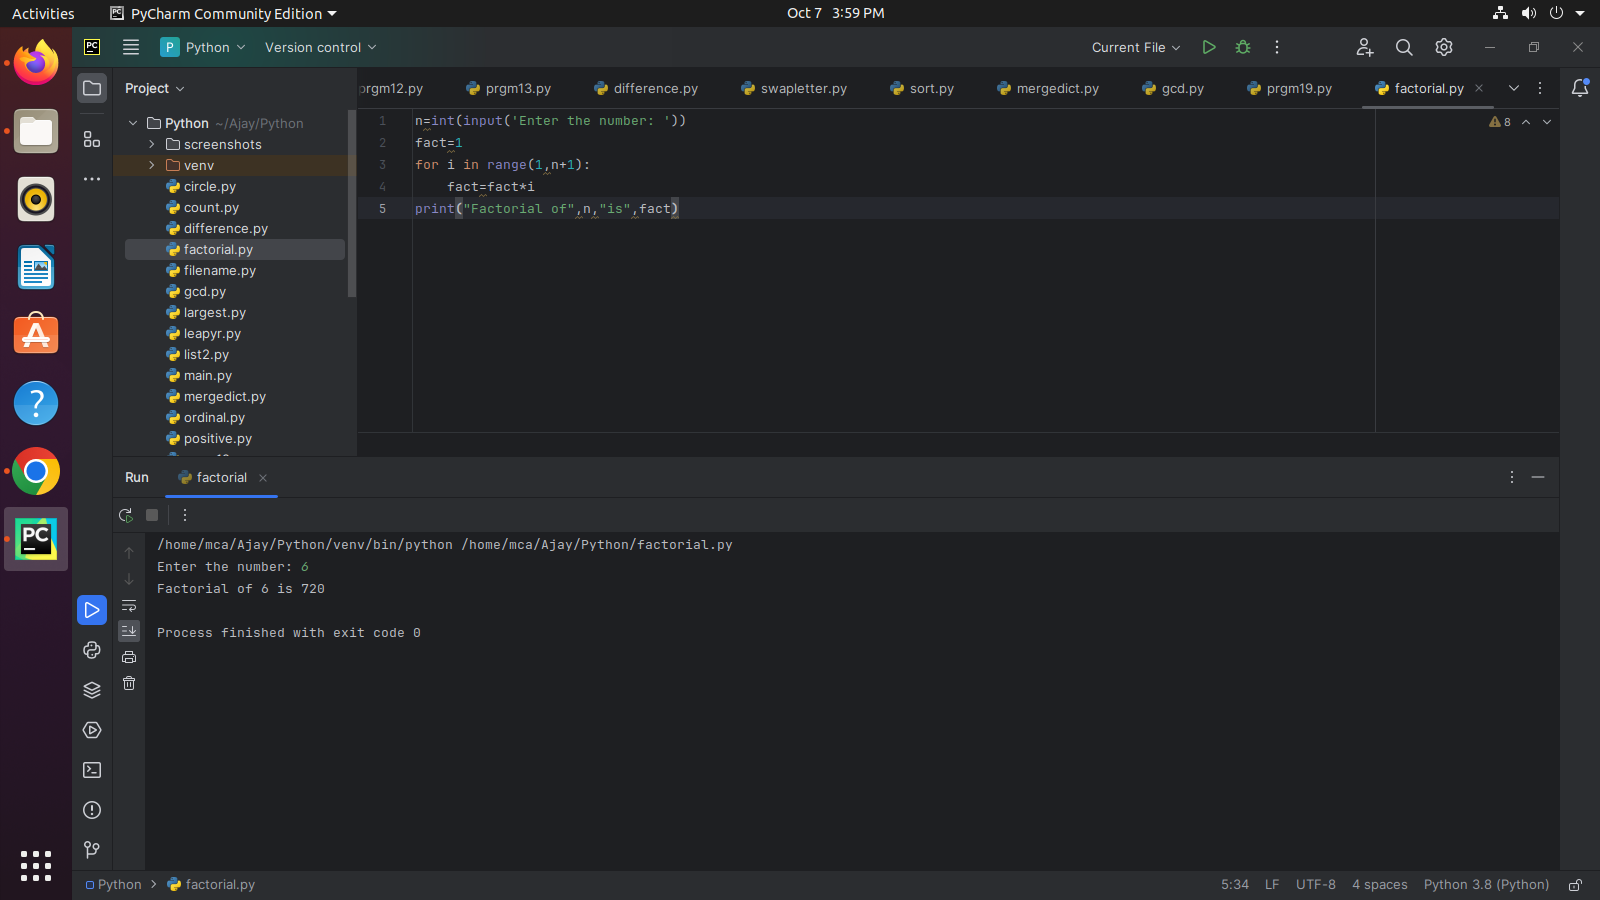 Activities
PyCharm Community Edition
Oct 7 3:59 PM
Python
Version control
Current File
Project
prgm12.py
prgm13.py
difference.py
swapletter.py
sort.py
mergedict.py
gcd.py
prgm19.py
factorial.py
Python ~/Ajay/Python
screenshots
venv
circle.py
count.py
difference.py
factorial.py
filename.py
gcd.py
largest.py
leapyr.py
list2.py
main.py
mergedict.py
ordinal.py
positive.py
1 n=int(input('Enter the number: '))
2 fact=1
3 for i in range(1,n+1):
4 fact=fact*i
5 print("Factorial of",n,"is",fact)
8
Run
factorial
/home/mca/Ajay/Python/venv/bin/python /home/mca/Ajay/Python/factorial.py
Enter the number: 6
Factorial of 6 is 720
Process finished with exit code 0
Python > factorial.py
5:34 LF UTF-8 4 spaces Python 3.8 (Python)